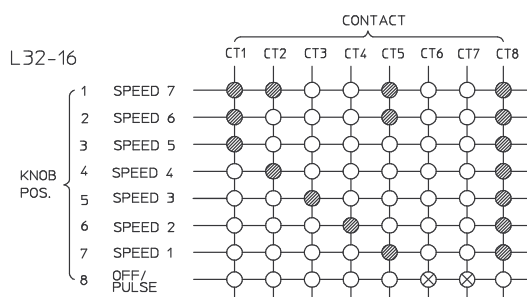 CONTACT
L32-16
CT1 CT2 CT3 CT4 CT5 CT6 CT7 CT8
1 SPEED 7
2 SPEED 6
3 SPEED 5
4 SPEED 4
KNOB POS.
5 SPEED 3
6 SPEED 2
7 SPEED 1
8 OFF/
PULSE